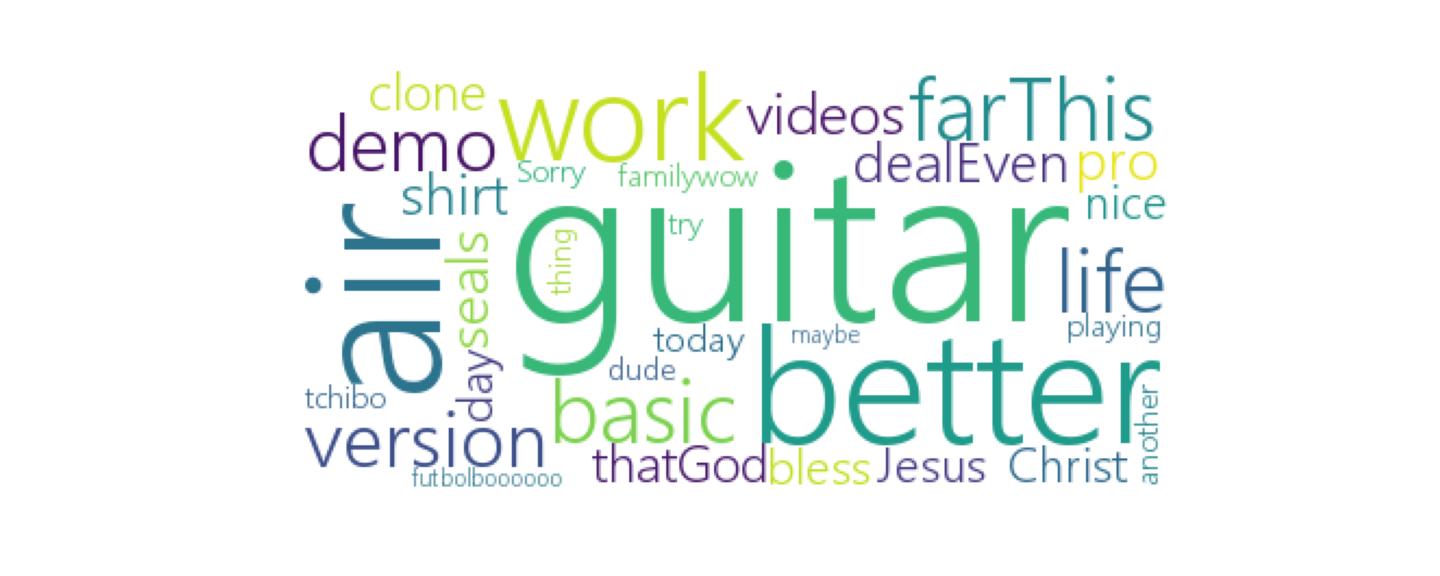 clone
work
videos
farThis
demo
dealEven
pro
Sorry
familywow
shirt
nice
guitar
try
thing
air
seals
life
playing
today
maybe
dude
better
day
tchibo
basic
another
version
thatGod
bless
Jesus
Christ
futbolboooooo